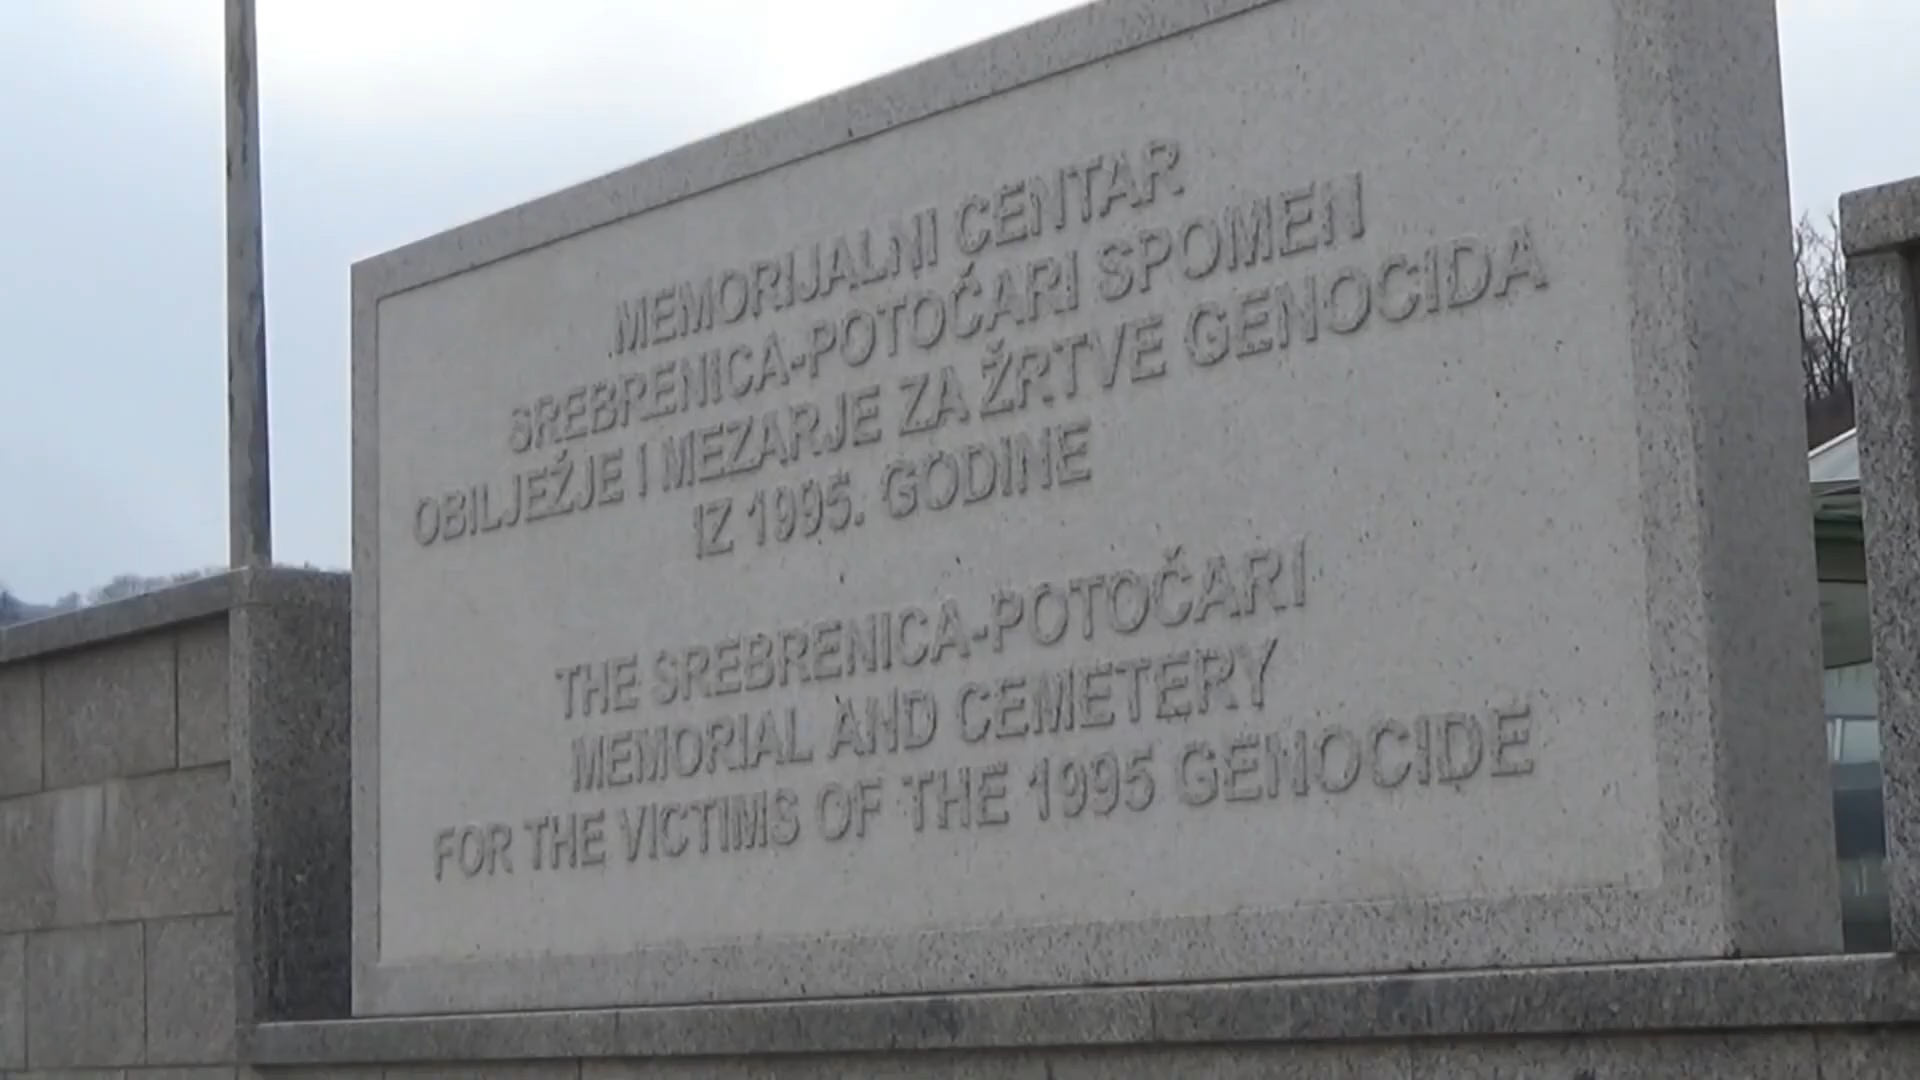 MEMORIJALNI CENTAR
SREBRENICA-POTOČARI SPOMEN
OBILJEŽJE I MEZARJE ZA ŽRTVE GENOCIDA
IZ 1995. GODINE
THE SREBRENICA-POTOČARI
MEMORIAL AND CEMETERY
FOR THE VICTIMS OF THE 1995 GENOCIDE